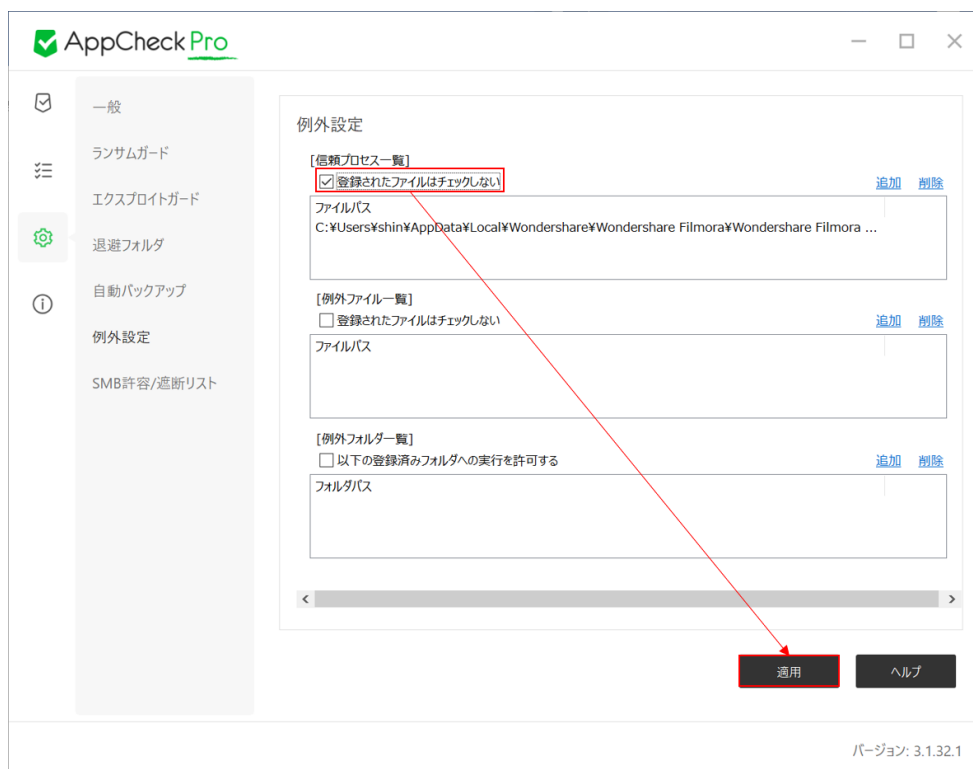 AppCheck Pro
一般
ランサムガード
エクスプロイトガード
退避フォルダ
自動バックアップ
例外設定
SMB許容/遮断リスト
例外設定
[信頼プロセス一覧]
登録されたファイルはチェックしない 追加 削除
ファイルパス
C:¥Users¥shin¥AppData¥Local¥Wondershare¥Wondershare Filmora¥Wondershare Filmora ...
[例外ファイル一覧]
登録されたファイルはチェックしない 追加 削除
ファイルパス
[例外フォルダ一覧]
以下の登録済みフォルダへの実行を許可する 追加 削除
フォルダパス
適用 ヘルプ
バージョン: 3.1.32.1